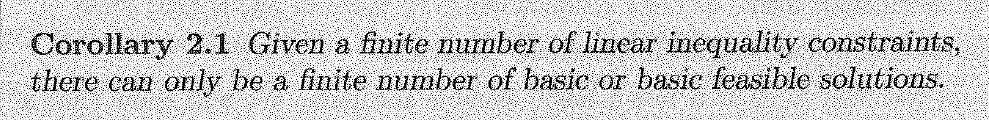 Corollary 2.1 Given a finite number of linear inequality constraints,
there can only be a finite number of basic or basic feasible solutions.